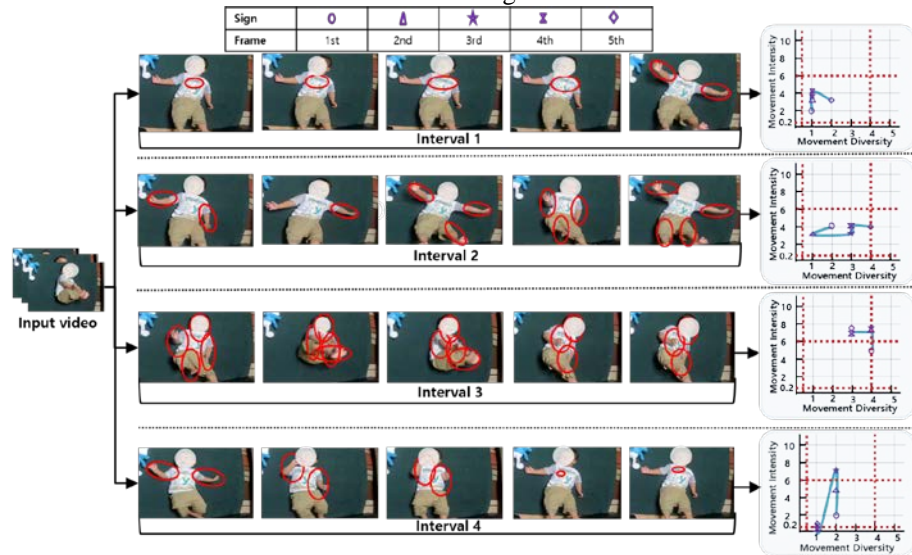 Sign
Frame 1st 2nd 3rd 4th 5th
Interval 1
Movement Intensity
10
8
6
4
2
0.2
1 2 3 4 5
Movement Diversity
Interval 2
Movement Intensity
10
8
6
4
2
0.2
1 2 3 4 5
Movement Diversity
Input video
Interval 3
Movement Intensity
10
8
6
4
2
0.2
1 2 3 4 5
Movement Diversity
Interval 4
Movement Intensity
10
8
6
4
2
0.2
1 2 3 4 5
Movement Diversity